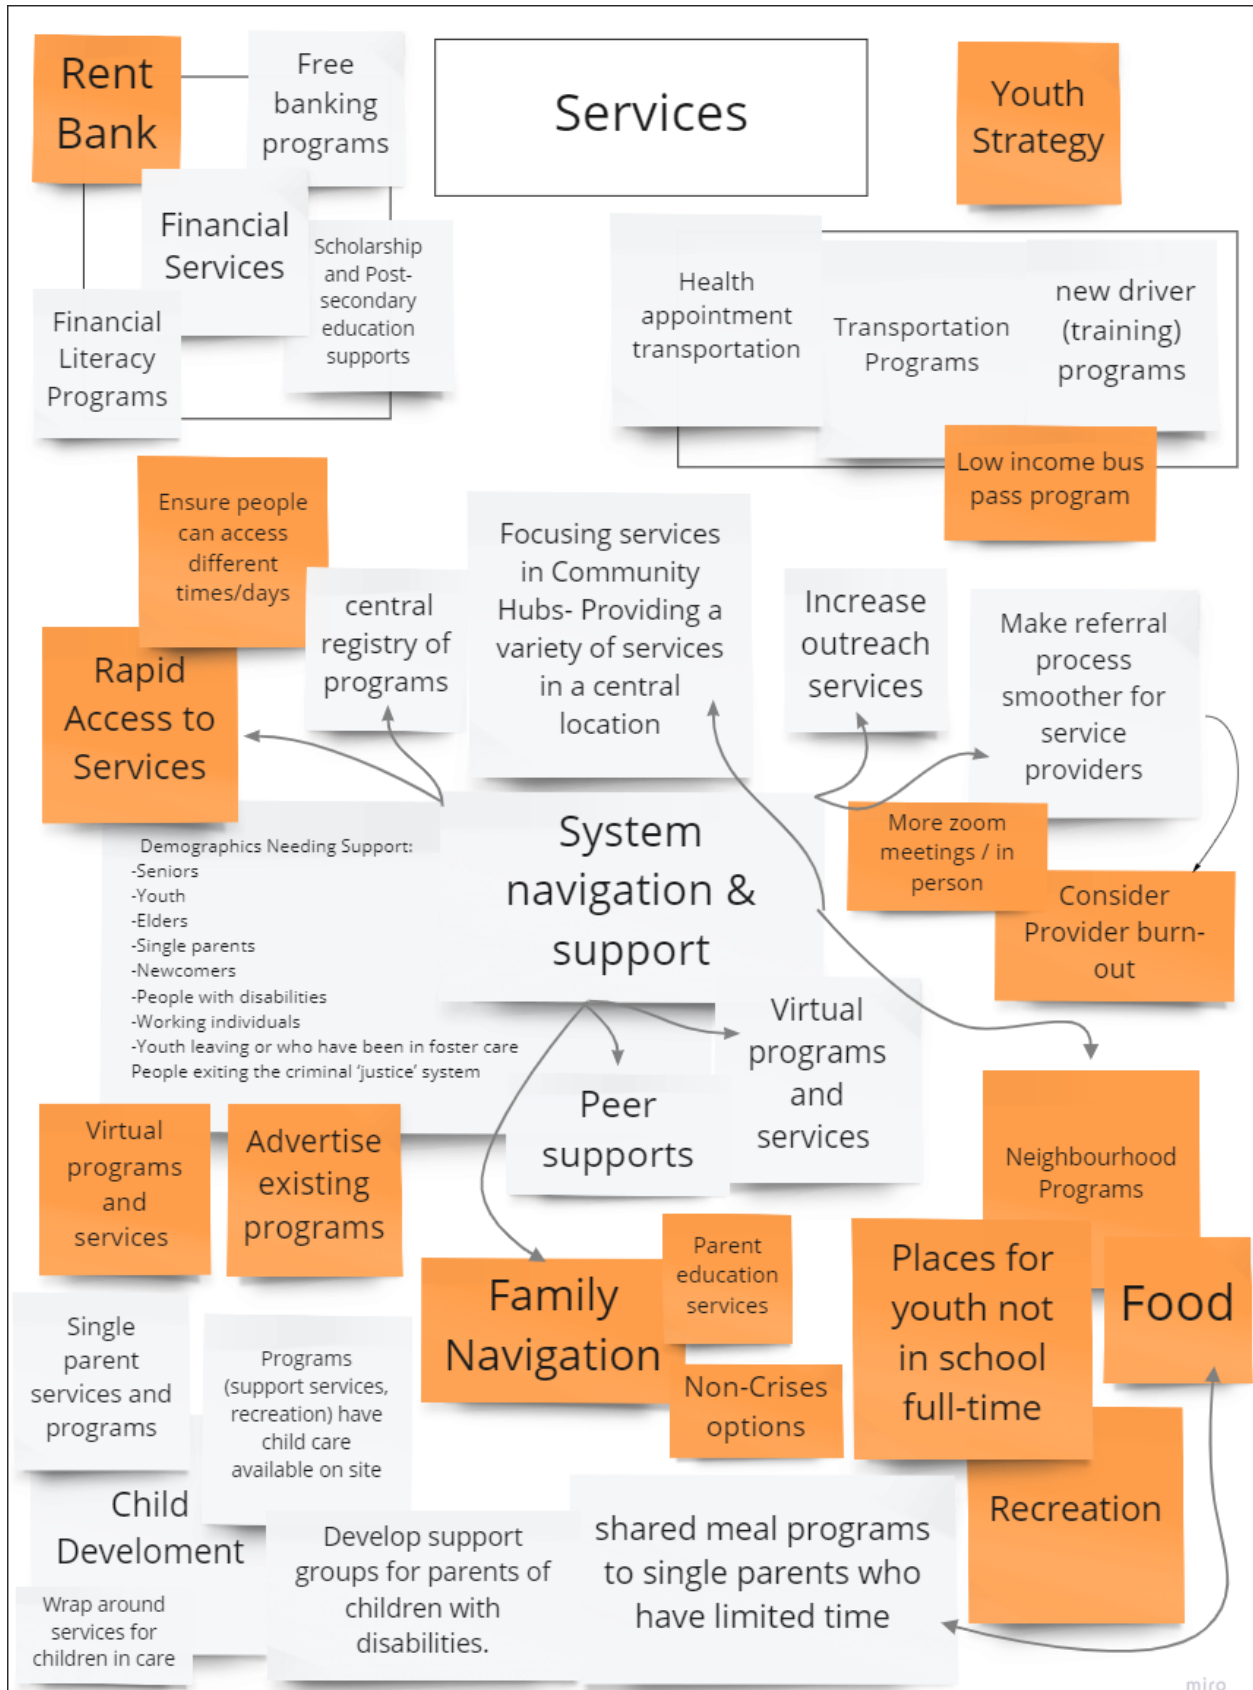 Rent
Bank
Free
banking
programs
Services
Youth
Strategy
Financial
Services
Scholarship
and Post-
secondary
education
supports
Financial
Literacy
Programs
Health
appointment
transportation
Transportation
Programs
new driver
(training)
programs
Low income bus
pass program
Ensure people
can access
different
times/days
central
registry of
programs
Focusing services
in Community
Hubs- Providing a
variety of services
in a central
location
Increase
outreach
services
Make referral
process
smoother for
service
providers
Rapid
Access to
Services
More zoom
meetings / in
person
Consider
Provider burn-
out
Demographics Needing Support:
-Seniors
-Youth
-Elders
-Single parents
-Newcomers
-People with disabilities
-Working individuals
-Youth leaving or who have been in foster care
People exiting the criminal ‘justice’ system
System
navigation &
support
Virtual
programs
and
services
Peer
supports
Virtual
programs
and
services
Advertise
existing
programs
Neighbourhood
Programs
Family
Navigation
Parent
education
services
Non-Crises
options
Places for
youth not
in school
full-time
Food
Recreation
Single
parent
services and
programs
Programs
(support services,
recreation) have
child care
available on site
Child
Develoment
Wrap around
services for
children in care
Develop support
groups for parents of
children with
disabilities.
shared meal programs
to single parents who
have limited time
miro